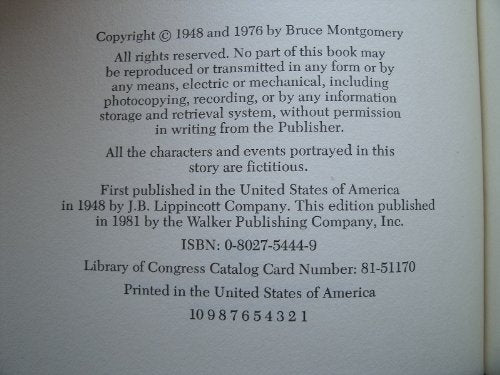 Copyright © 1948 and 1976 by Bruce Montgomery
All rights reserved. No part of this book may
be reproduced or transmitted in any form or by
any means, electric or mechanical, including
photocopying, recording, or by any information
storage and retrieval system, without permission
in writing from the Publisher.
All the characters and events portrayed in this
story are fictitious.
First published in the United States of America
in 1948 by J.B. Lippincott Company. This edition published
in 1981 by the Walker Publishing Company, Inc.
ISBN: 0-8027-5444-9
Library of Congress Catalog Card Number: 81-51170
Printed in the United States of America
10 9 8 7 6 5 4 3 2 1